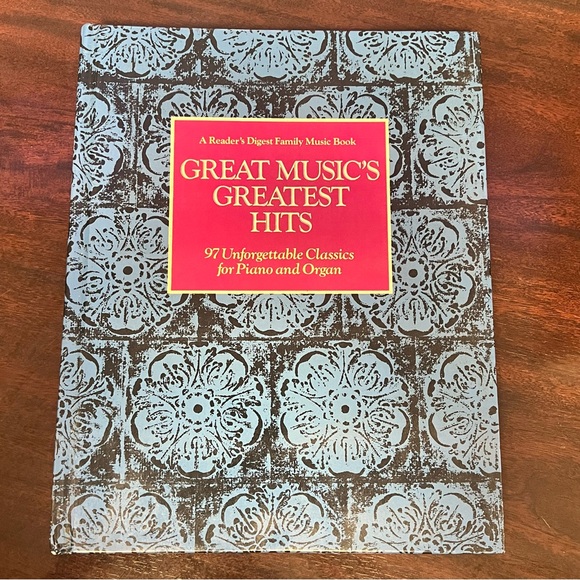 A Reader's Digest Family Music Book
GREAT MUSIC'S
GREATEST
HITS
97 Unforgettable Classics
for Piano and Organ